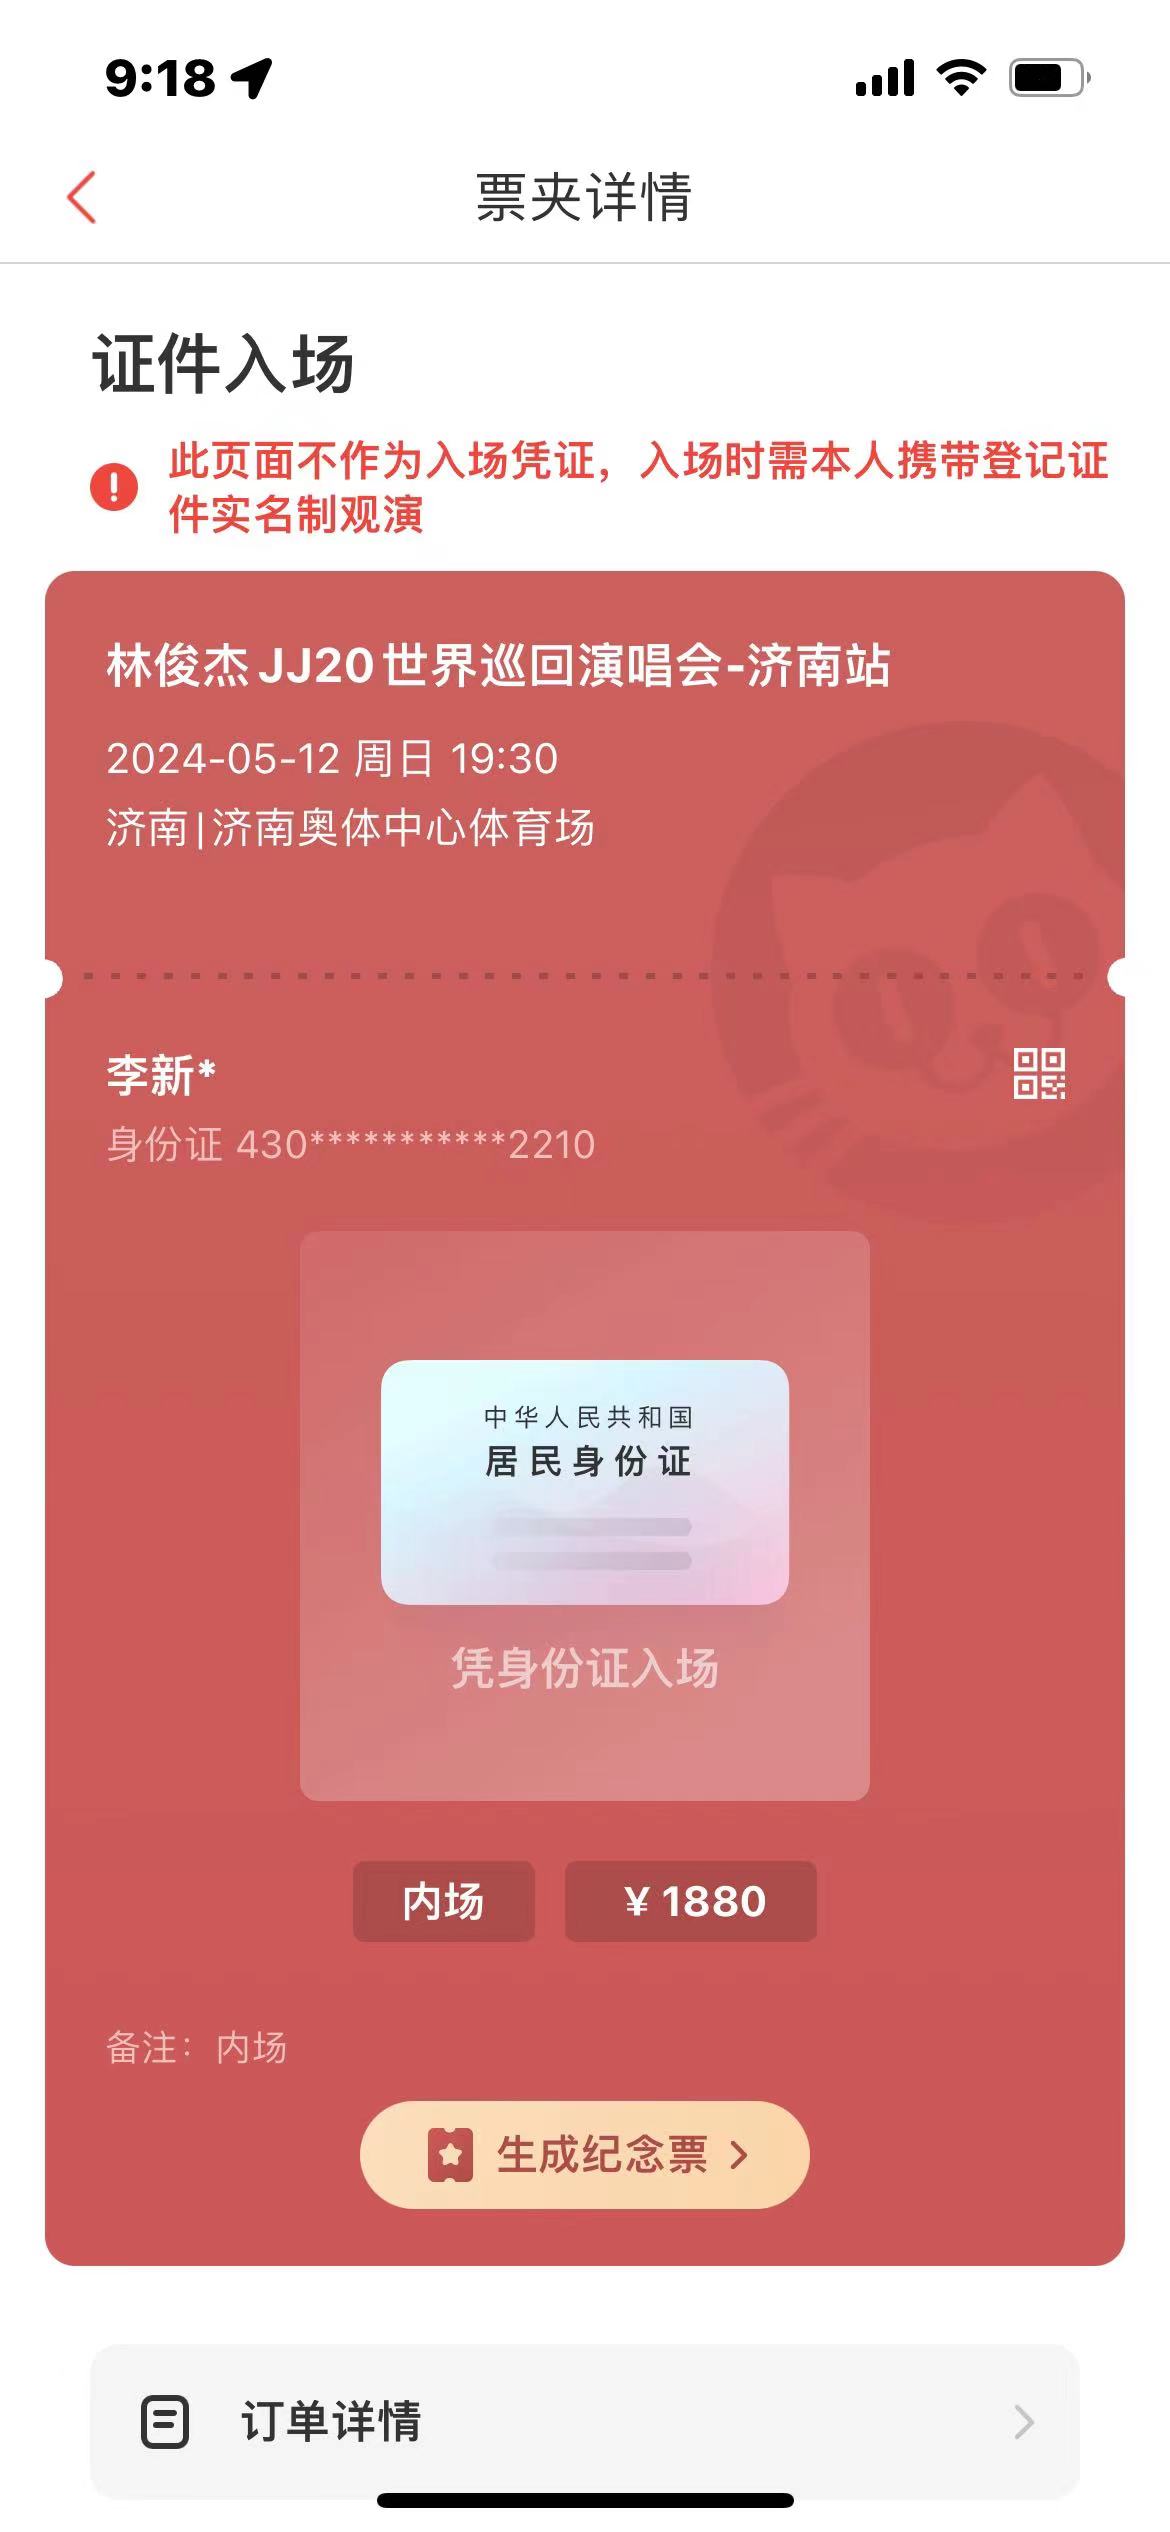 9:18
票夹详情
证件入场
此页面不作为入场凭证，入场时需本人携带登记证
件实名制观演
林俊杰JJ20世界巡回演唱会-济南站
2024-05-12 周日 19:30
济南|济南奥体中心体育场
李新*
身份证 430***********2210
中华人民共和国
居民身份证
凭身份证入场
内场 ¥ 1880
备注：内场
生成纪念票
订单详情